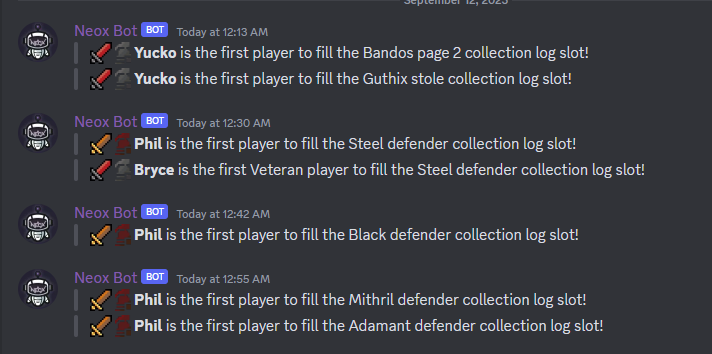 September 12, 2023
Neox Bot BOT Today at 12:13 AM
Yucko is the first player to fill the Bandos page 2 collection log slot!
Yucko is the first player to fill the Guthix stole collection log slot!
Neox Bot BOT Today at 12:30 AM
Phil is the first player to fill the Steel defender collection log slot!
Bryce is the first Veteran player to fill the Steel defender collection log slot!
Neox Bot BOT Today at 12:42 AM
Phil is the first player to fill the Black defender collection log slot!
Neox Bot BOT Today at 12:55 AM
Phil is the first player to fill the Mithril defender collection log slot!
Phil is the first player to fill the Adamant defender collection log slot!